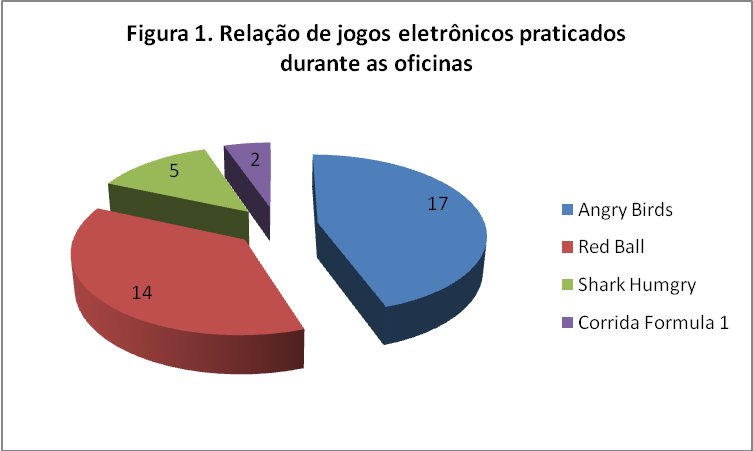 Figura 1. Relação de jogos eletrônicos praticados
durante as oficinas
5
2
17
14
Angry Birds
Red Ball
Shark Humgry
Corrida Formula 1